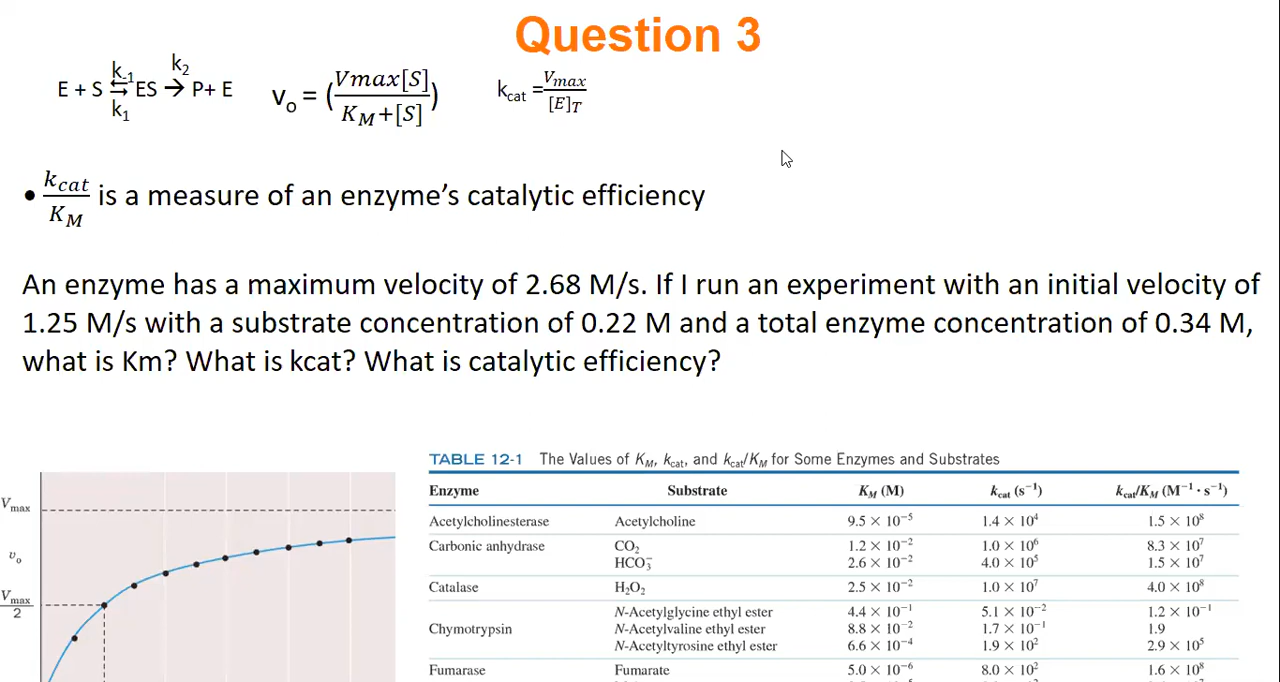 Question 3
E + S ⇆ ES → P+ E
k-1
k1
k2
vo = (Vmax[S] / KM+[S])
kcat = Vmax / [E]T
• kcat / KM is a measure of an enzyme’s catalytic efficiency
An enzyme has a maximum velocity of 2.68 M/s. If I run an experiment with an initial velocity of
1.25 M/s with a substrate concentration of 0.22 M and a total enzyme concentration of 0.34 M,
what is Km? What is kcat? What is catalytic efficiency?
Vmax
vo
Vmax
2
TABLE 12-1 The Values of KM, kcat, and kcat/KM for Some Enzymes and Substrates
Enzyme Substrate KM (M) kcat (s⁻¹) kcat/KM (M⁻¹ · s⁻¹)
Acetylcholinesterase Acetylcholine 9.5 × 10⁻⁵ 1.4 × 10⁴ 1.5 × 10⁸
Carbonic anhydrase CO₂ 1.2 × 10⁻² 1.0 × 10⁶ 8.3 × 10⁷
HCO₃⁻ 2.6 × 10⁻² 4.0 × 10⁵ 1.5 × 10⁷
Catalase H₂O₂ 2.5 × 10⁻² 1.0 × 10⁷ 4.0 × 10⁸
N-Acetylglycine ethyl ester 4.4 × 10⁻¹ 5.1 × 10⁻² 1.2 × 10⁻¹
Chymotrypsin N-Acetylvaline ethyl ester 8.8 × 10⁻² 1.7 × 10⁻¹ 1.9
N-Acetyltyrosine ethyl ester 6.6 × 10⁻⁴ 1.9 × 10² 2.9 × 10⁵
Fumarase Fumarate 5.0 × 10⁻⁶ 8.0 × 10² 1.6 × 10⁸